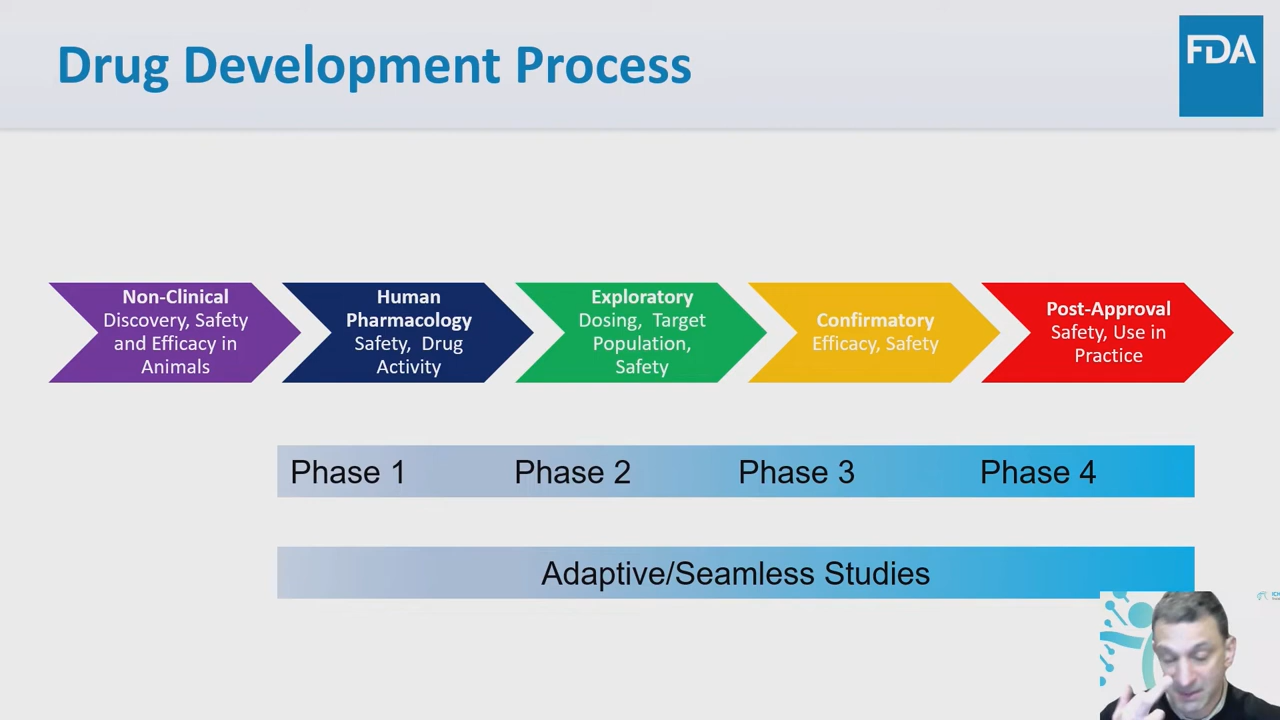 Drug Development Process
FDA
Non-Clinical
Discovery, Safety
and Efficacy in
Animals
Human
Pharmacology
Safety, Drug
Activity
Exploratory
Dosing, Target
Population,
Safety
Confirmatory
Efficacy, Safety
Post-Approval
Safety, Use in
Practice
Phase 1 Phase 2 Phase 3 Phase 4
Adaptive/Seamless Studies